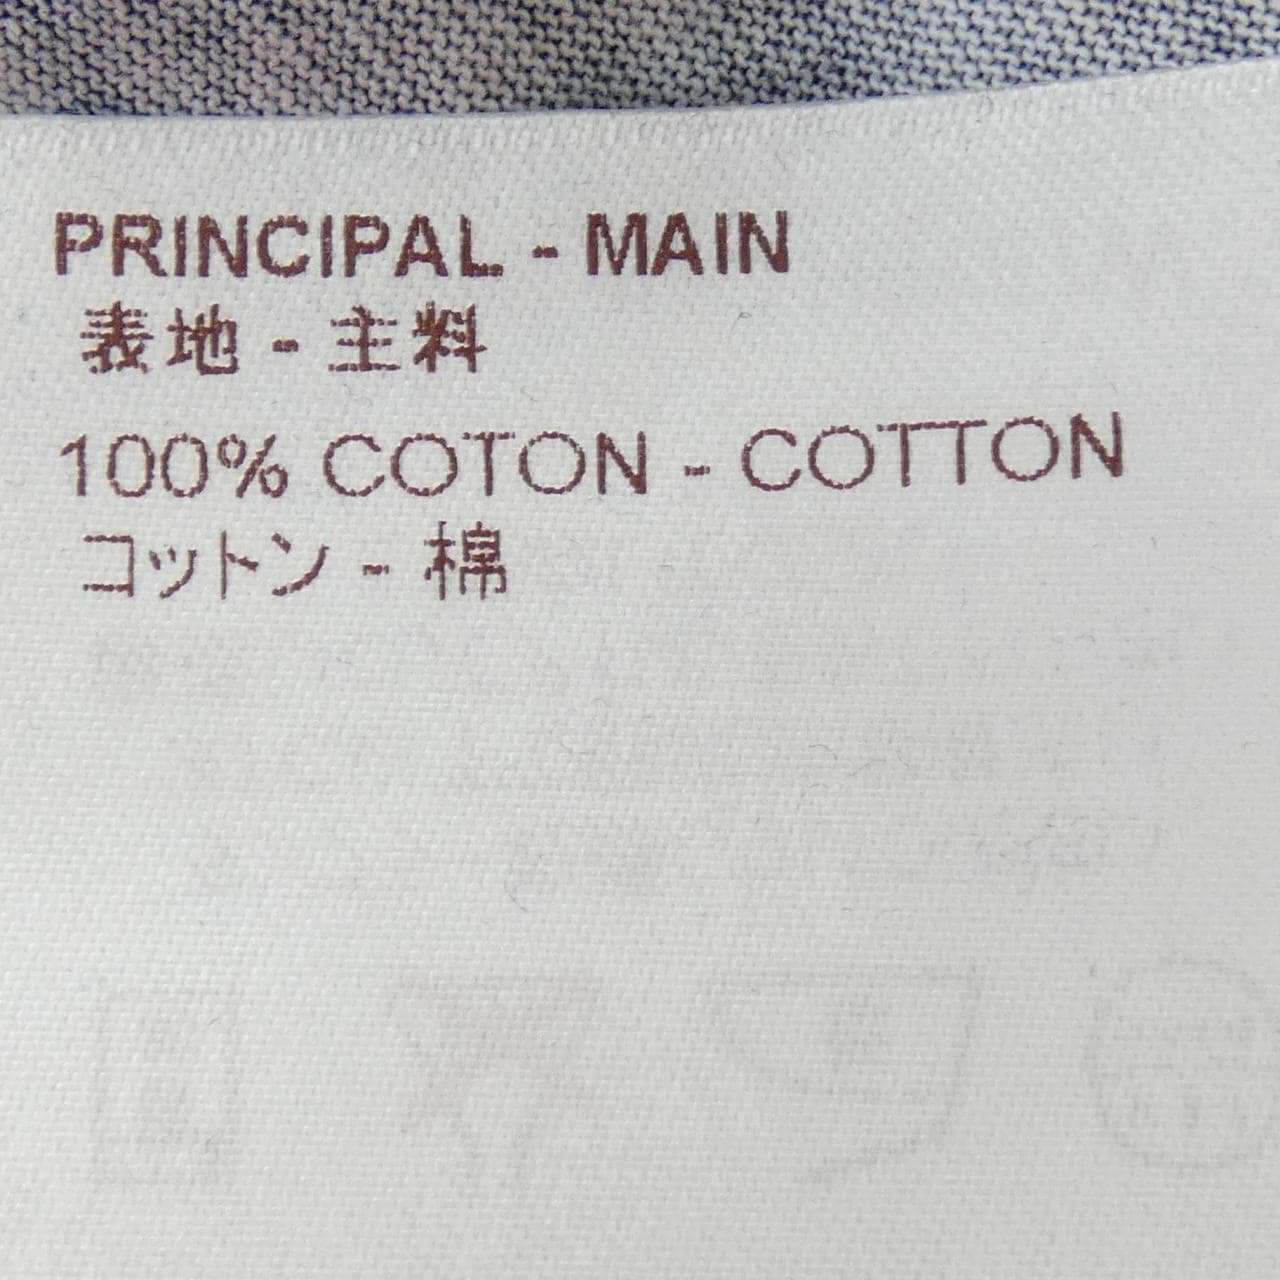 PRINCIPAL - MAIN
表地 - 主料
100% COTON - COTTON
コットン - 棉